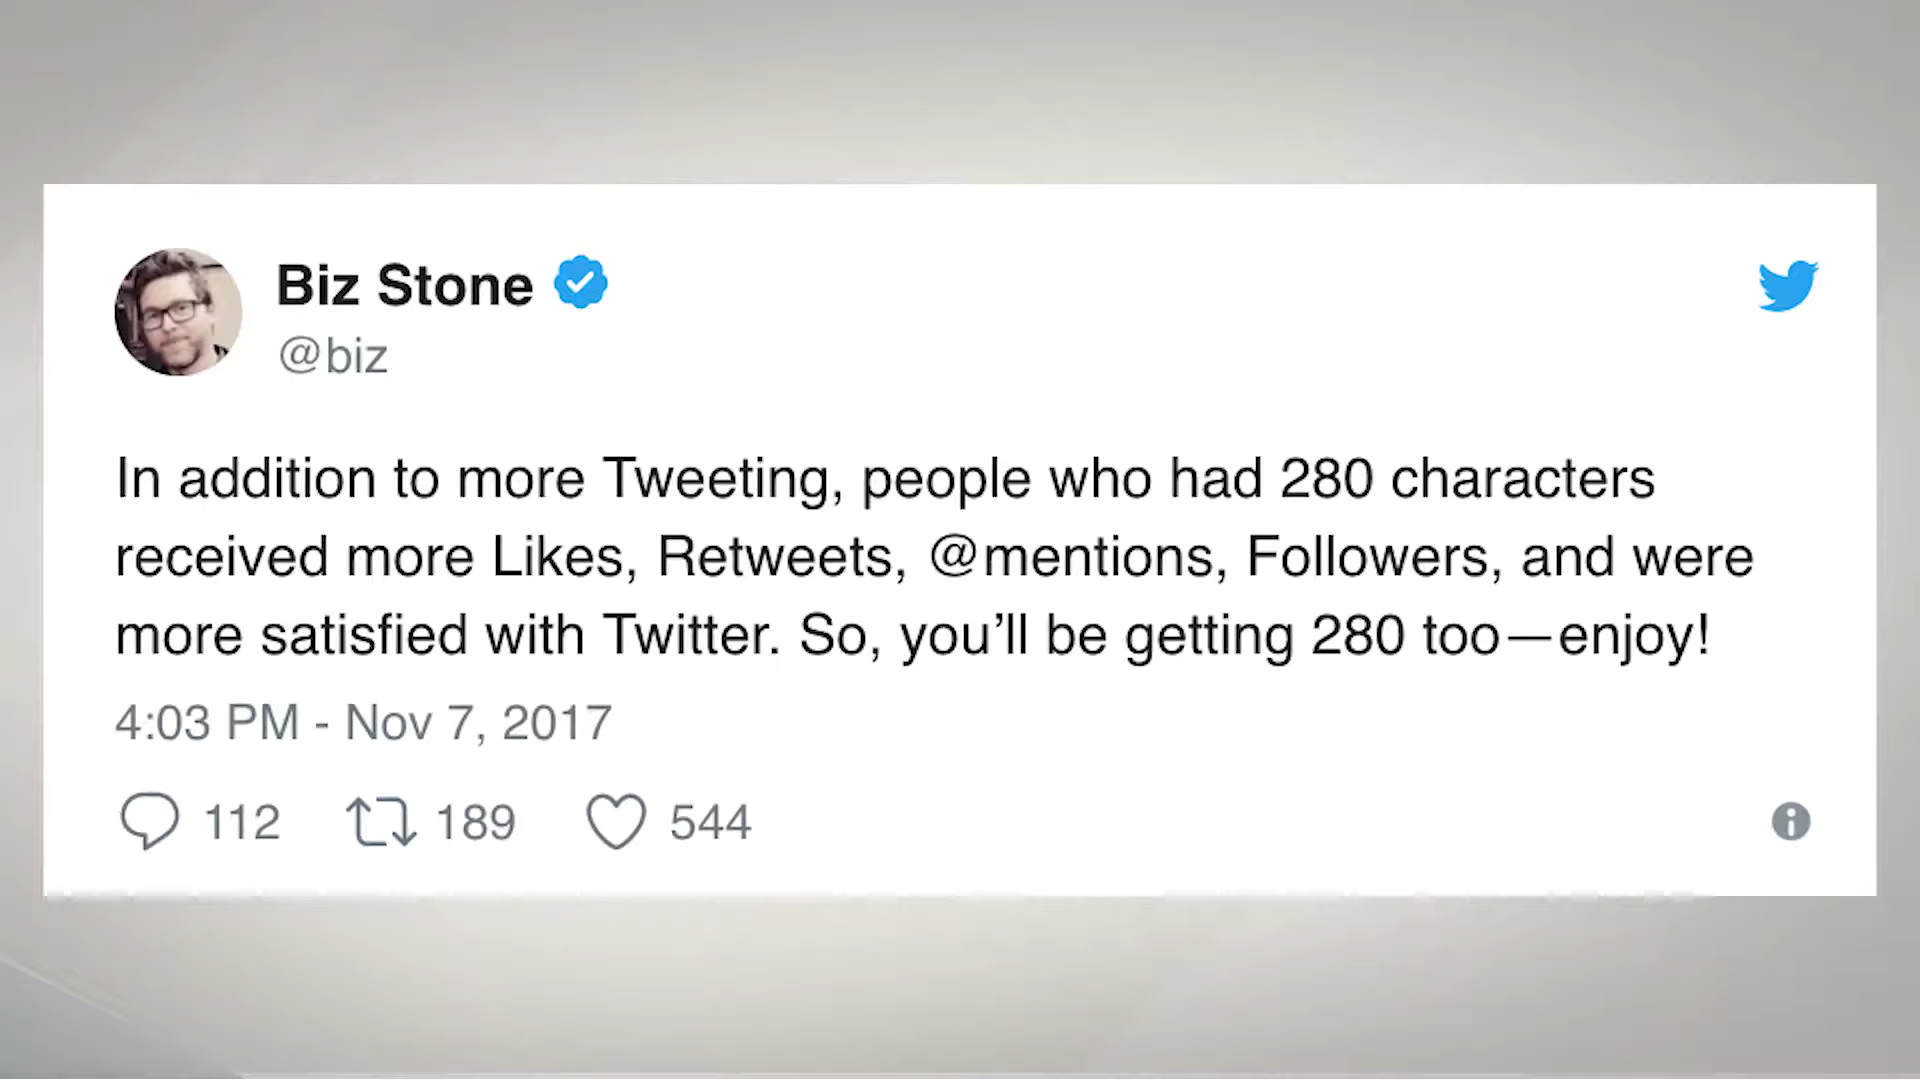 Biz Stone
@biz
In addition to more Tweeting, people who had 280 characters
received more Likes, Retweets, @mentions, Followers, and were
more satisfied with Twitter. So, you’ll be getting 280 too—enjoy!
4:03 PM - Nov 7, 2017
112 189 544